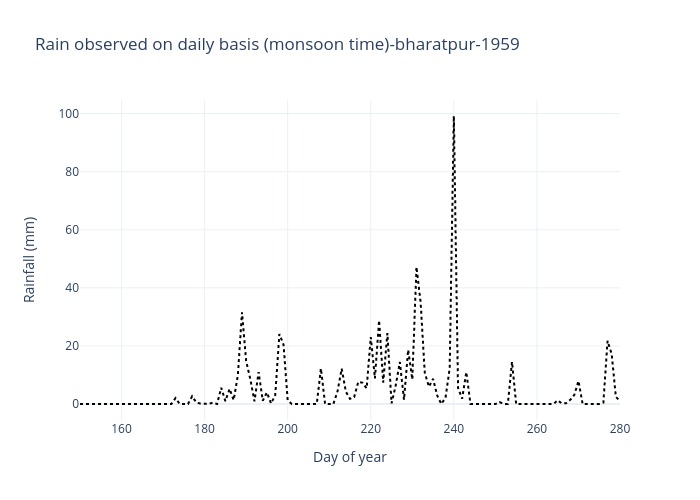 Rain observed on daily basis (monsoon time)-bharatpur-1959
Rainfall (mm)
100
80
60
40
20
0
160 180 200 220 240 260 280
Day of year